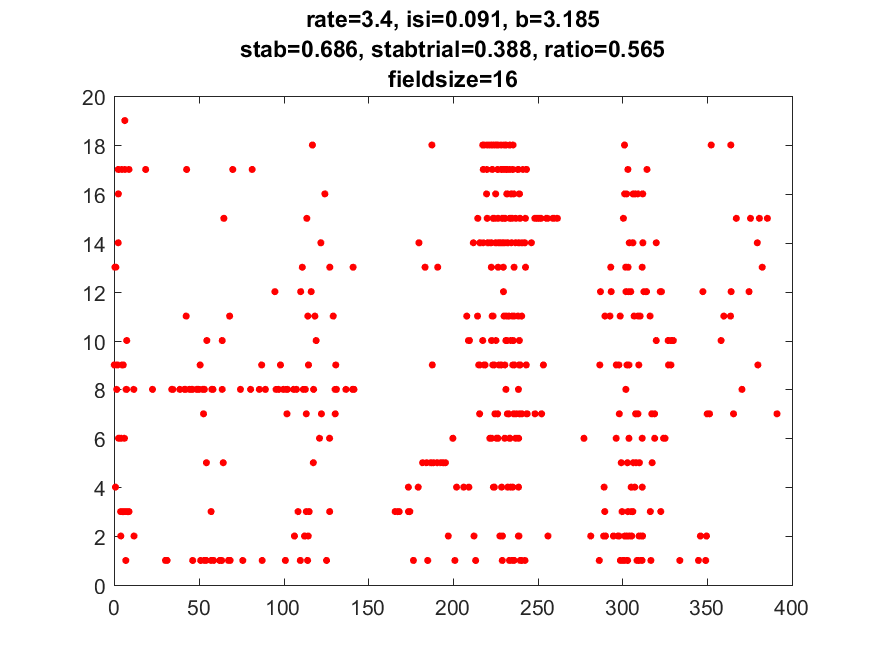 rate=3.4, isi=0.091, b=3.185
stab=0.686, stabtrial=0.388, ratio=0.565
fieldsize=16
20
18
16
14
12
10
8
6
4
2
0
0 50 100 150 200 250 300 350 400